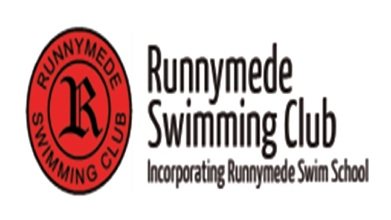 RUNNYMEDE
R
SWIMMING CLUB
Runnymede
Swimming Club
Incorporating Runnymede Swim School